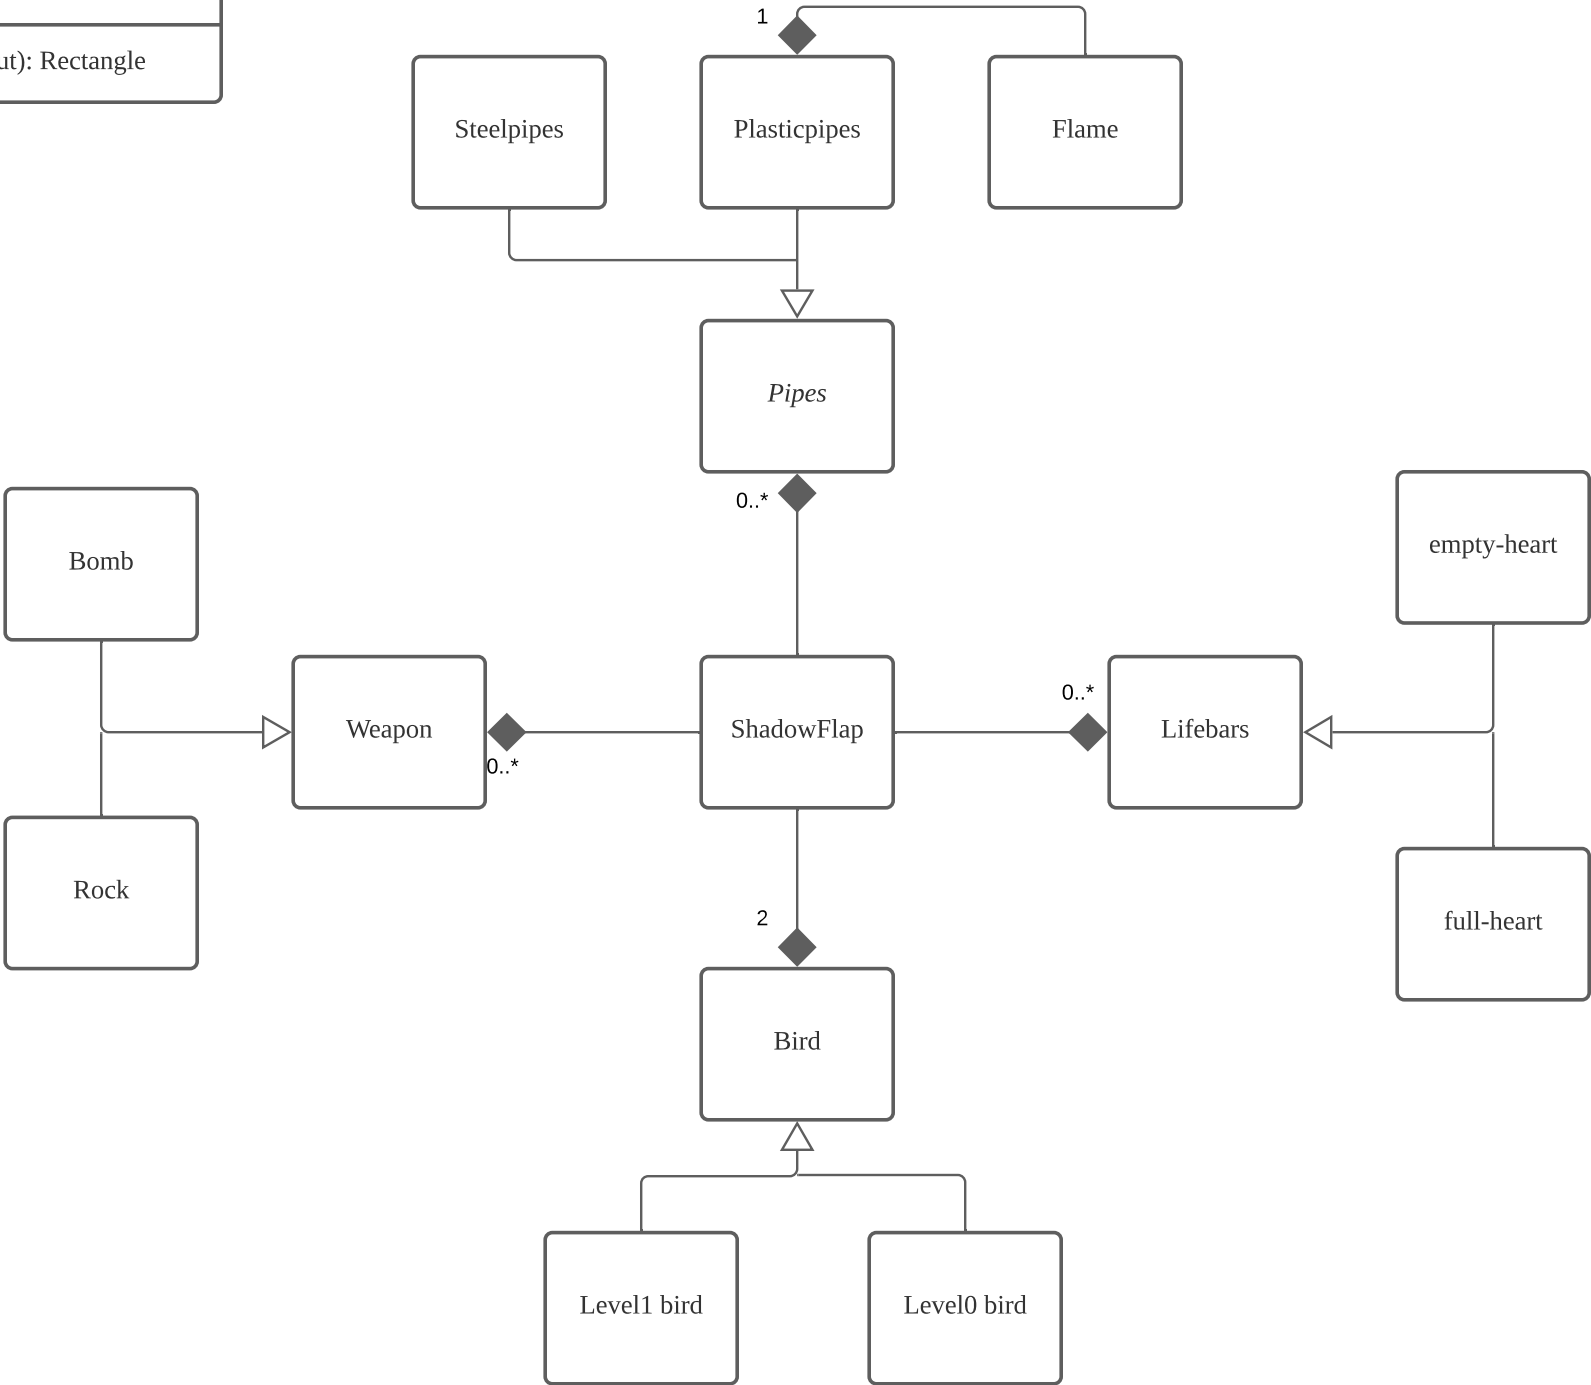 1
ut): Rectangle
Steelpipes
Plasticpipes
Flame
Pipes
0..*
Bomb
empty-heart
Weapon
0..*
ShadowFlap
0..*
Lifebars
Rock
2
full-heart
Bird
Level1 bird
Level0 bird